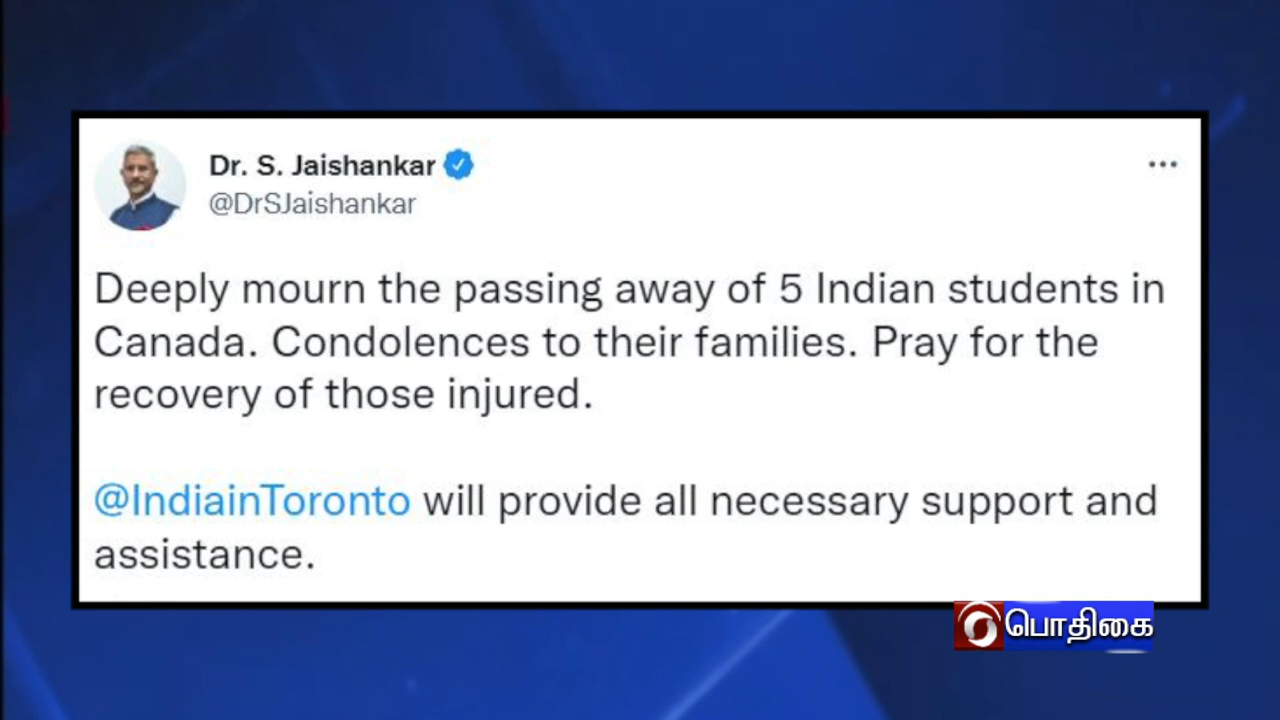 Dr. S. Jaishankar
@DrSJaishankar
Deeply mourn the passing away of 5 Indian students in
Canada. Condolences to their families. Pray for the
recovery of those injured.
@IndiainToronto will provide all necessary support and
assistance.
பொதிகை